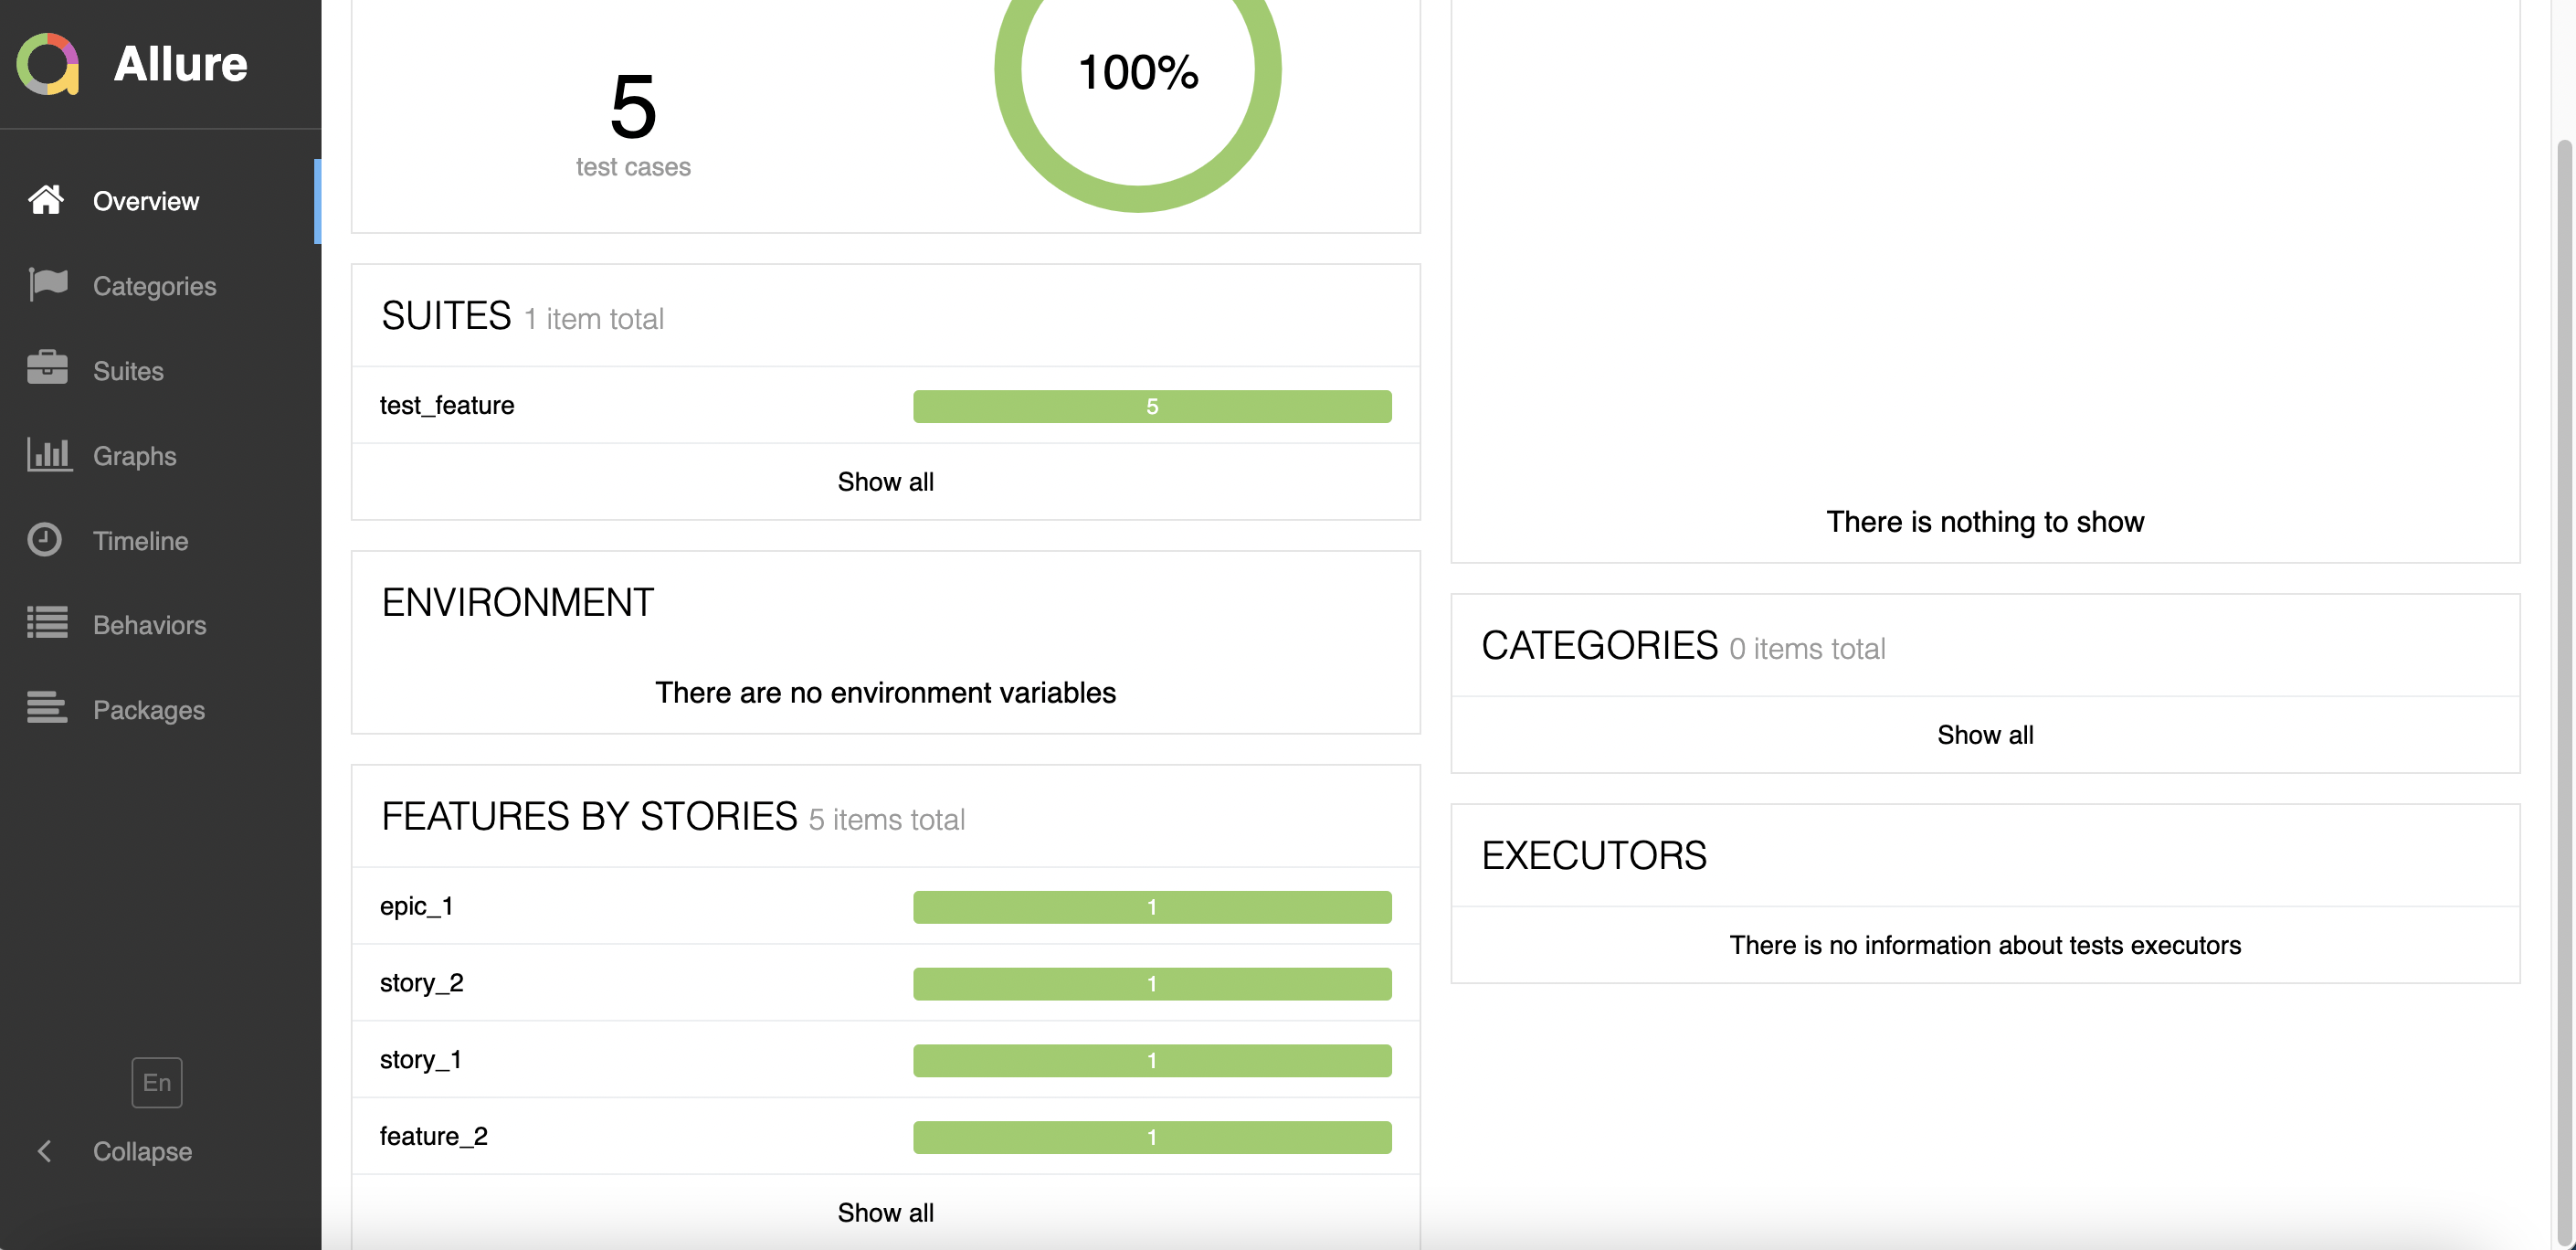 Allure
Overview
Categories
Suites
Graphs
Timeline
Behaviors
Packages
En
Collapse
5
test cases
100%
SUITES 1 item total
test_feature 5
Show all
ENVIRONMENT
There are no environment variables
FEATURES BY STORIES 5 items total
epic_1 1
story_2 1
story_1 1
feature_2 1
Show all
There is nothing to show
CATEGORIES 0 items total
Show all
EXECUTORS
There is no information about tests executors